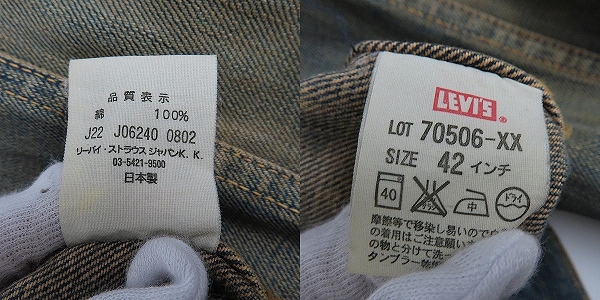 品質表示
綿 100%
J22 J06240 0802
リーバイ・ストラウス ジャパンK.K.
03-5421-9500
日本製
LEVI'S
®
LOT 70506-XX
SIZE 42 インチ
40 中 ドライ
摩擦等で移染し易いので
の着用はご注意願い
の物と分けて洗
タンブラー乾燥